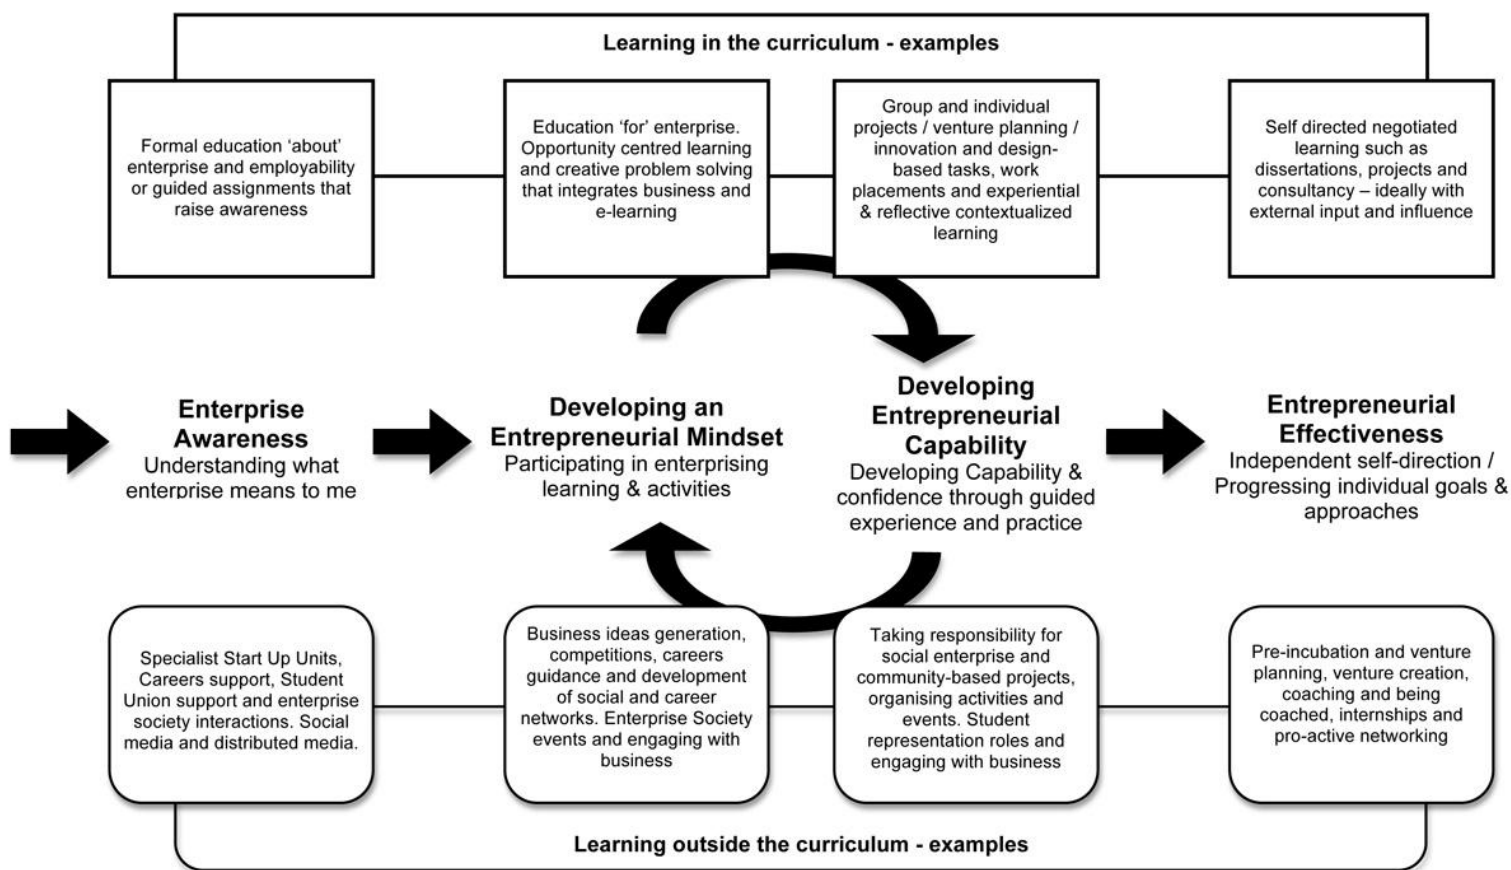 Learning in the curriculum - examples
Formal education ‘about’
enterprise and employability
or guided assignments that
raise awareness
Education ‘for’ enterprise.
Opportunity centred learning
and creative problem solving
that integrates business and
e-learning
Group and individual
projects / venture planning /
innovation and design-
based tasks, work
placements and experiential
& reflective contextualized
learning
Self directed negotiated
learning such as
dissertations, projects and
consultancy – ideally with
external input and influence
Enterprise
Awareness
Understanding what
enterprise means to me
Developing an
Entrepreneurial Mindset
Participating in enterprising
learning & activities
Developing
Entrepreneurial
Capability
Developing Capability &
confidence through guided
experience and practice
Entrepreneurial
Effectiveness
Independent self-direction /
Progressing individual goals &
approaches
Specialist Start Up Units,
Careers support, Student
Union support and enterprise
society interactions. Social
media and distributed media.
Business ideas generation,
competitions, careers
guidance and development
of social and career
networks. Enterprise Society
events and engaging with
business
Taking responsibility for
social enterprise and
community-based projects,
organising activities and
events. Student
representation roles and
engaging with business
Pre-incubation and venture
planning, venture creation,
coaching and being
coached, internships and
pro-active networking
Learning outside the curriculum - examples